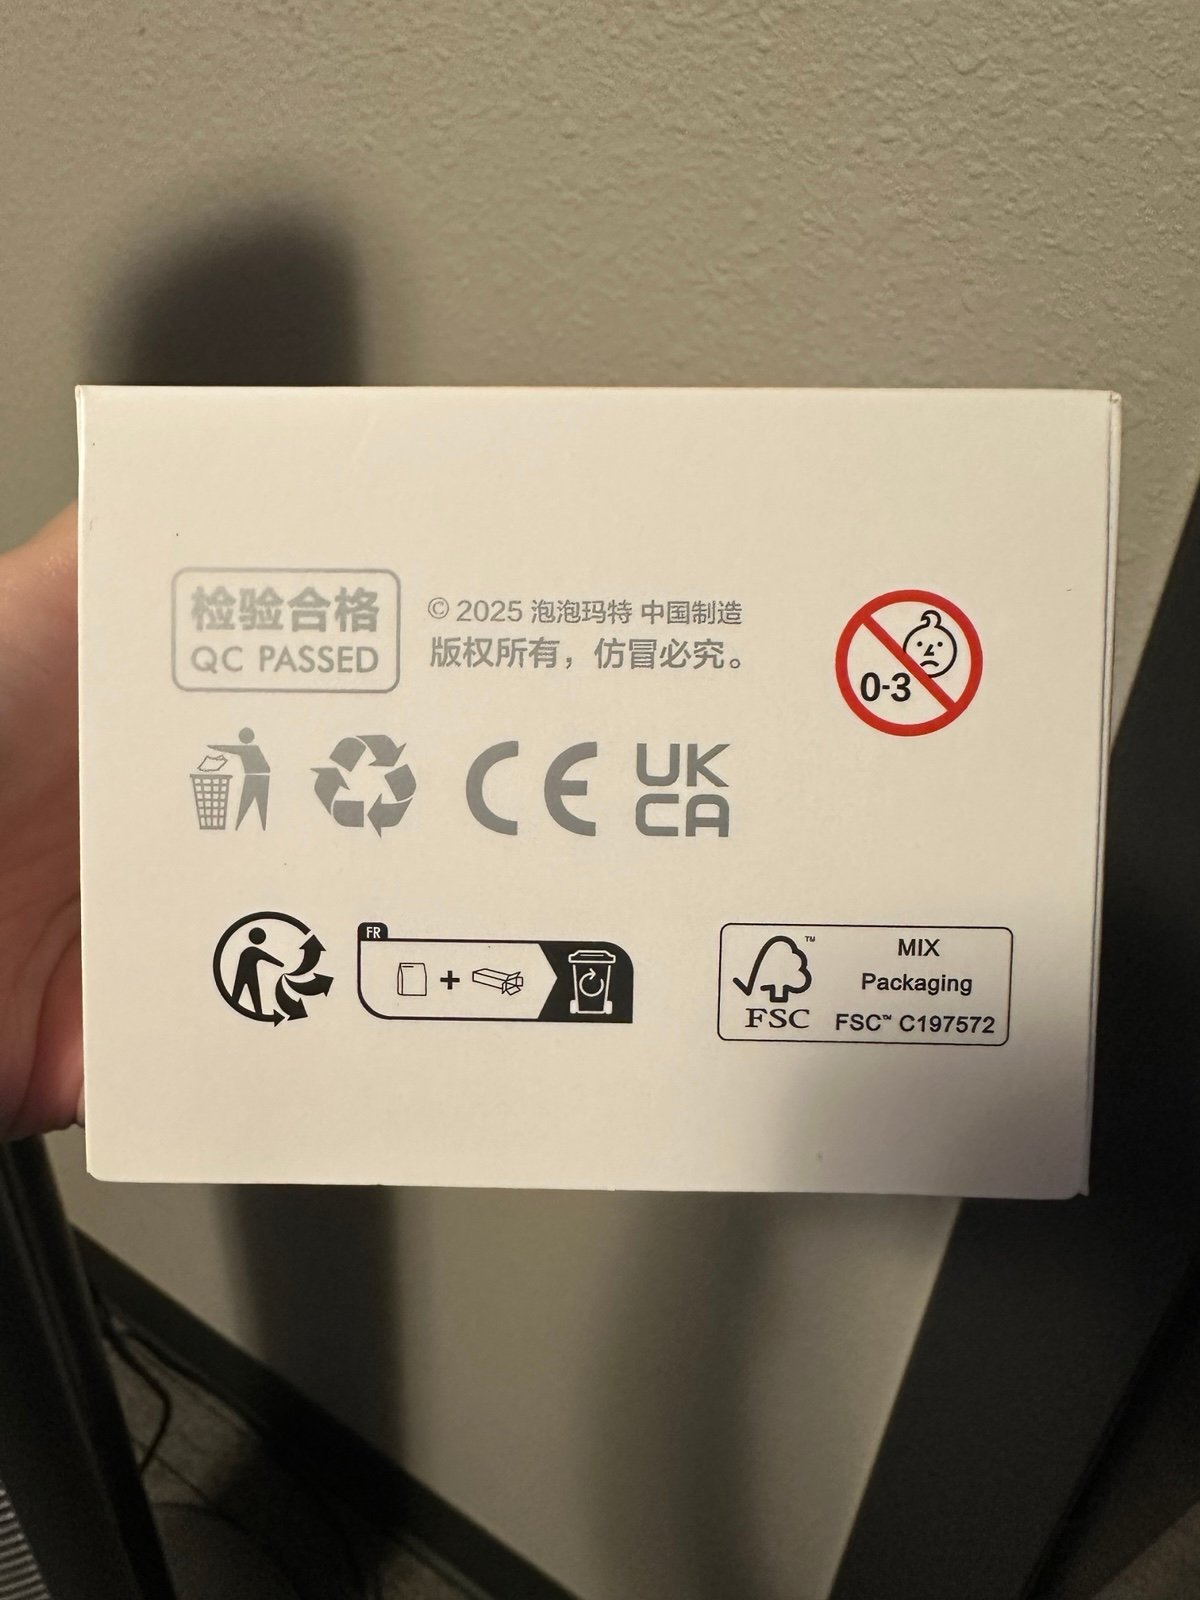 检验合格
QC PASSED
© 2025 泡泡玛特 中国制造
版权所有，仿冒必究。
0-3
CE
UK
CA
FR
FSC
MIX
Packaging
FSC™ C197572